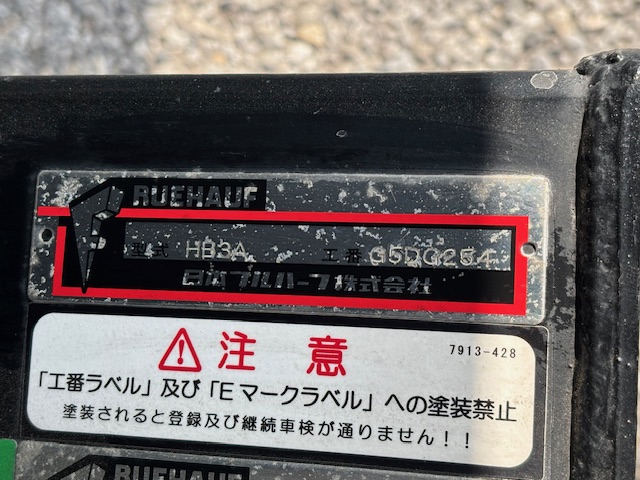 RUEHAUF
型式 HB3A 工番 G5DG254
日本フルハーフ株式会社
⚠注意 7913-428
「工番ラベル」及び「Eマークラベル」への塗装禁止
塗装されると登録及び継続車検が通りません!!
RUEHAUF